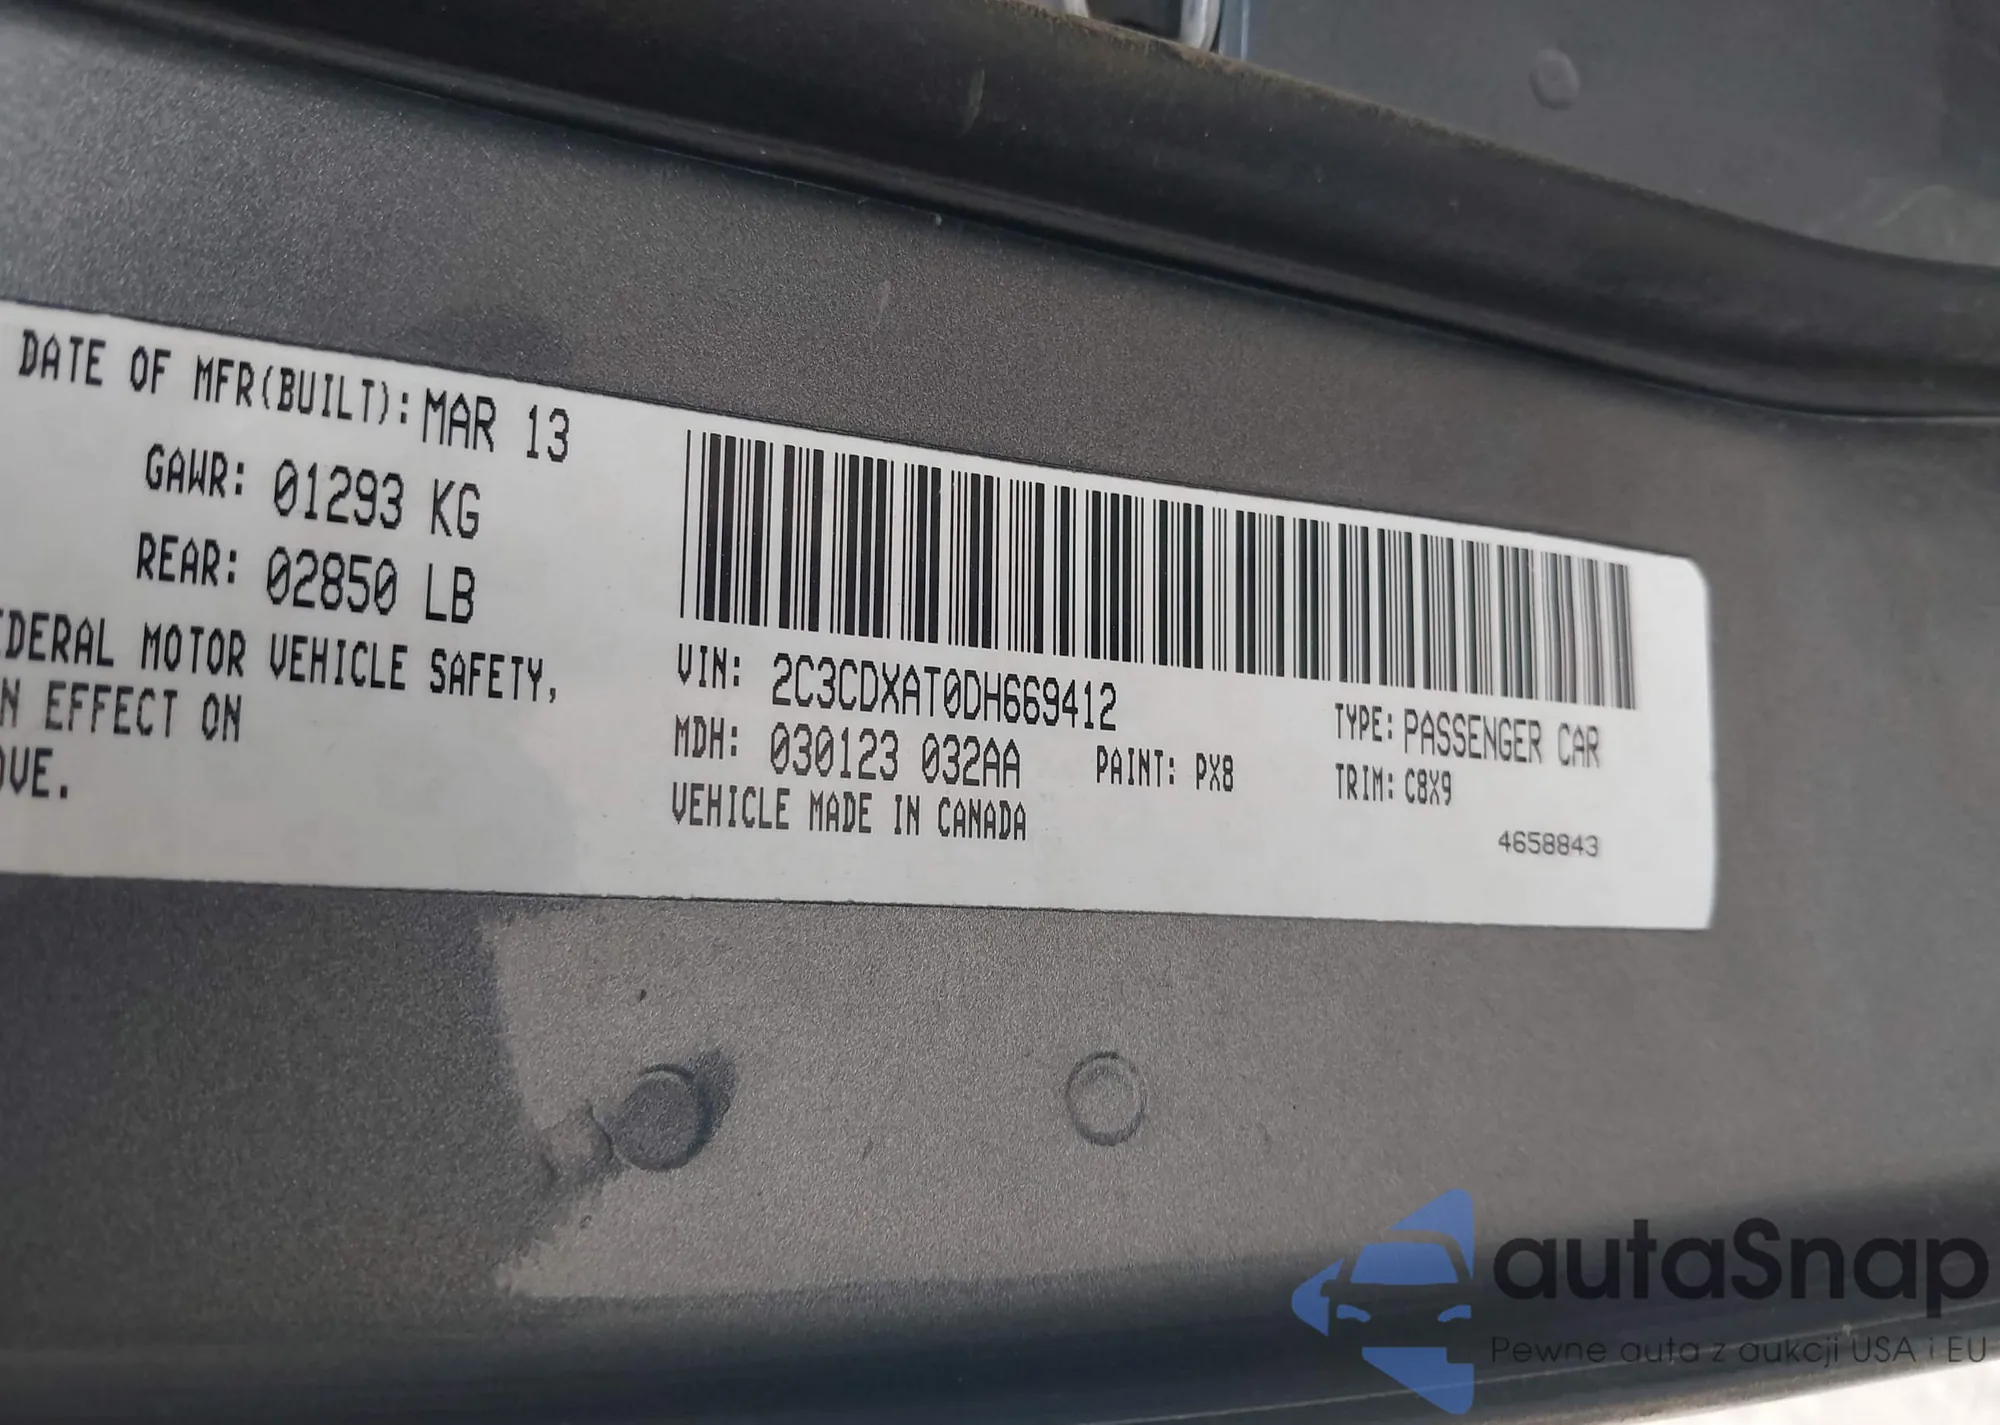 DATE OF MFR(BUILT): MAR 13
GAWR: 01293 KG
REAR: 02850 LB
MOTOR VEHICLE SAFETY,
EFFECT ON
VIN: 2C3CDXAT0DH669412
MDH: 030123 032AA PAINT: PX8
VEHICLE MADE IN CANADA
TYPE: PASSENGER CAR
TRIM: C8X9
4658843
autaSnap
Pewne auta z aukcji USA i EU